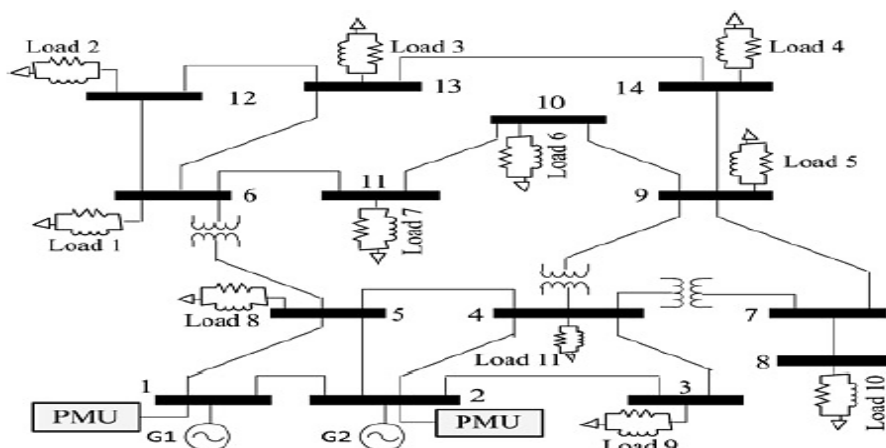 Load 2
Load 3
Load 4
12
13
14
10
Load 6
Load 5
6
11
9
Load 1
Load 7
Load 8
5
4
7
Load 11
8
1
2
3
Load 10
PMU
G1
G2
PMU
Load 9